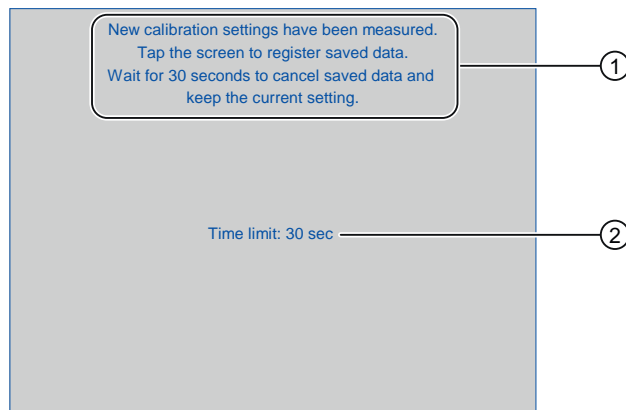 New calibration settings have been measured.
Tap the screen to register saved data.
Wait for 30 seconds to cancel saved data and
keep the current setting.
1
Time limit: 30 sec
2